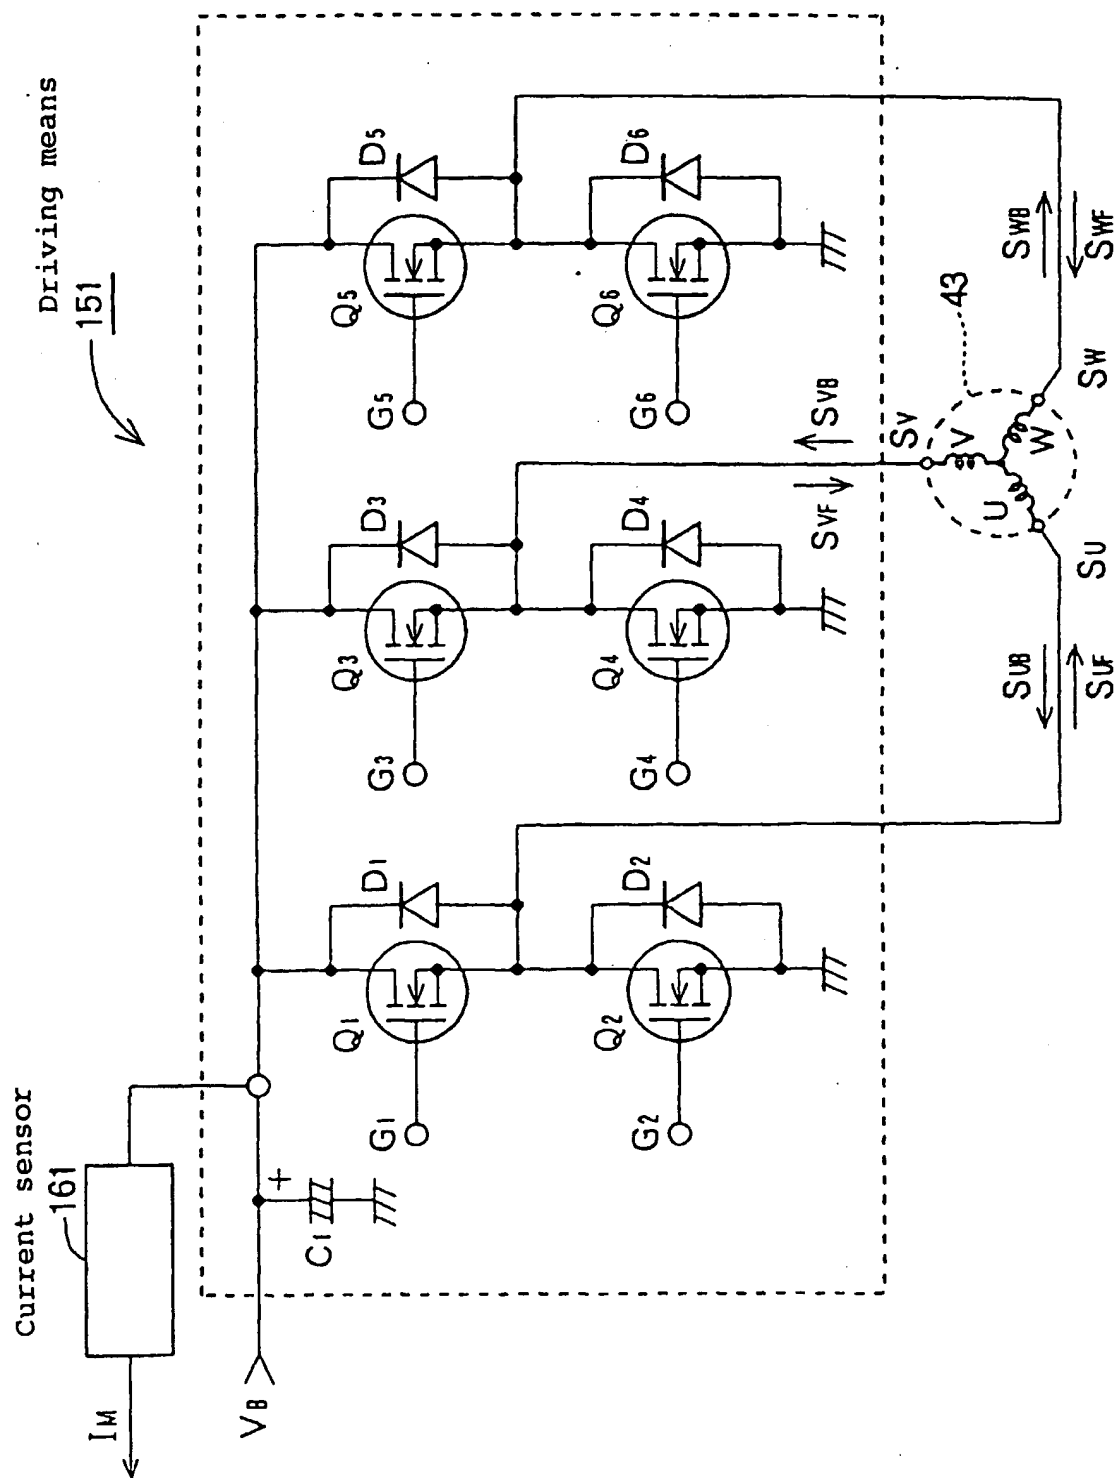 Driving means
151
Current sensor
161
IM
VB
C1
+
G1
Q1
D1
G2
Q2
D2
G3
Q3
D3
G4
Q4
D4
G5
Q5
D5
G6
Q6
D6
SVF
SVB
SV
43
V
U
W
SU
SW
SUB
SUF
SWB
SWF